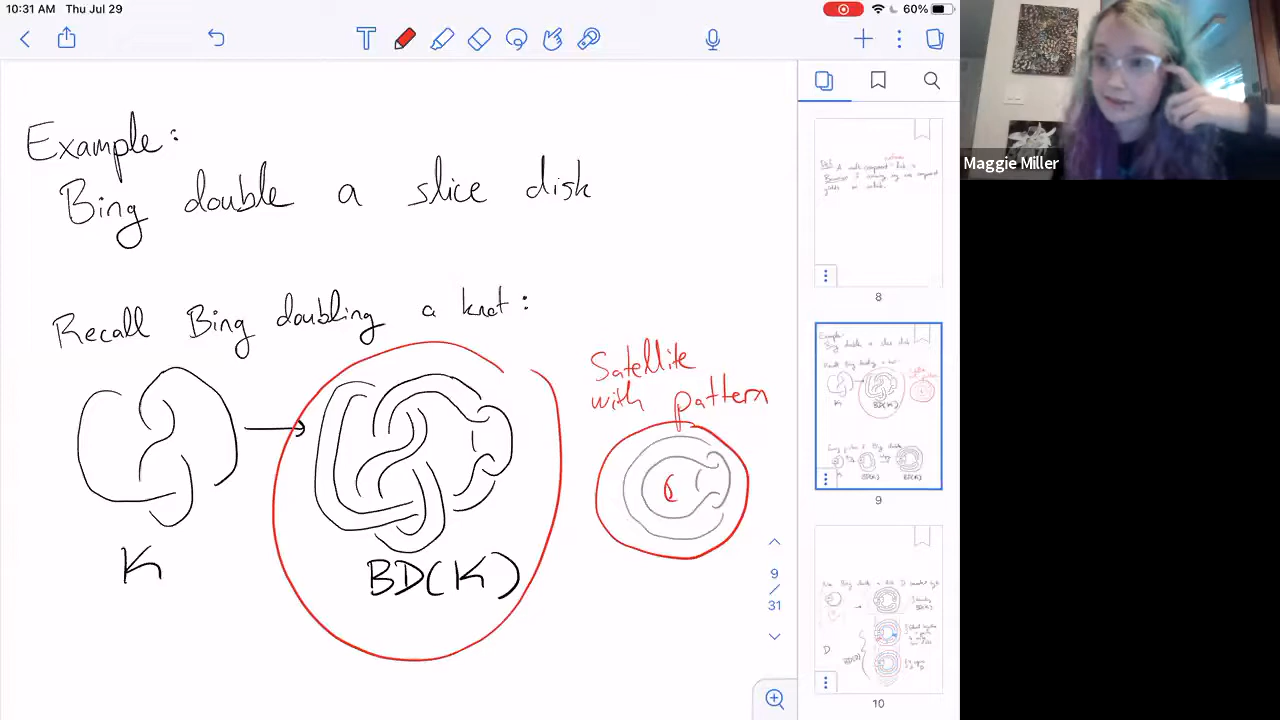 10:31 AM Thu Jul 29
60%
Example:
Bing double a slice disk
Recall Bing doubling a knot:
K
BD(K)
Satellite
with pattern
9
/
31
8
9
10
Maggie Miller